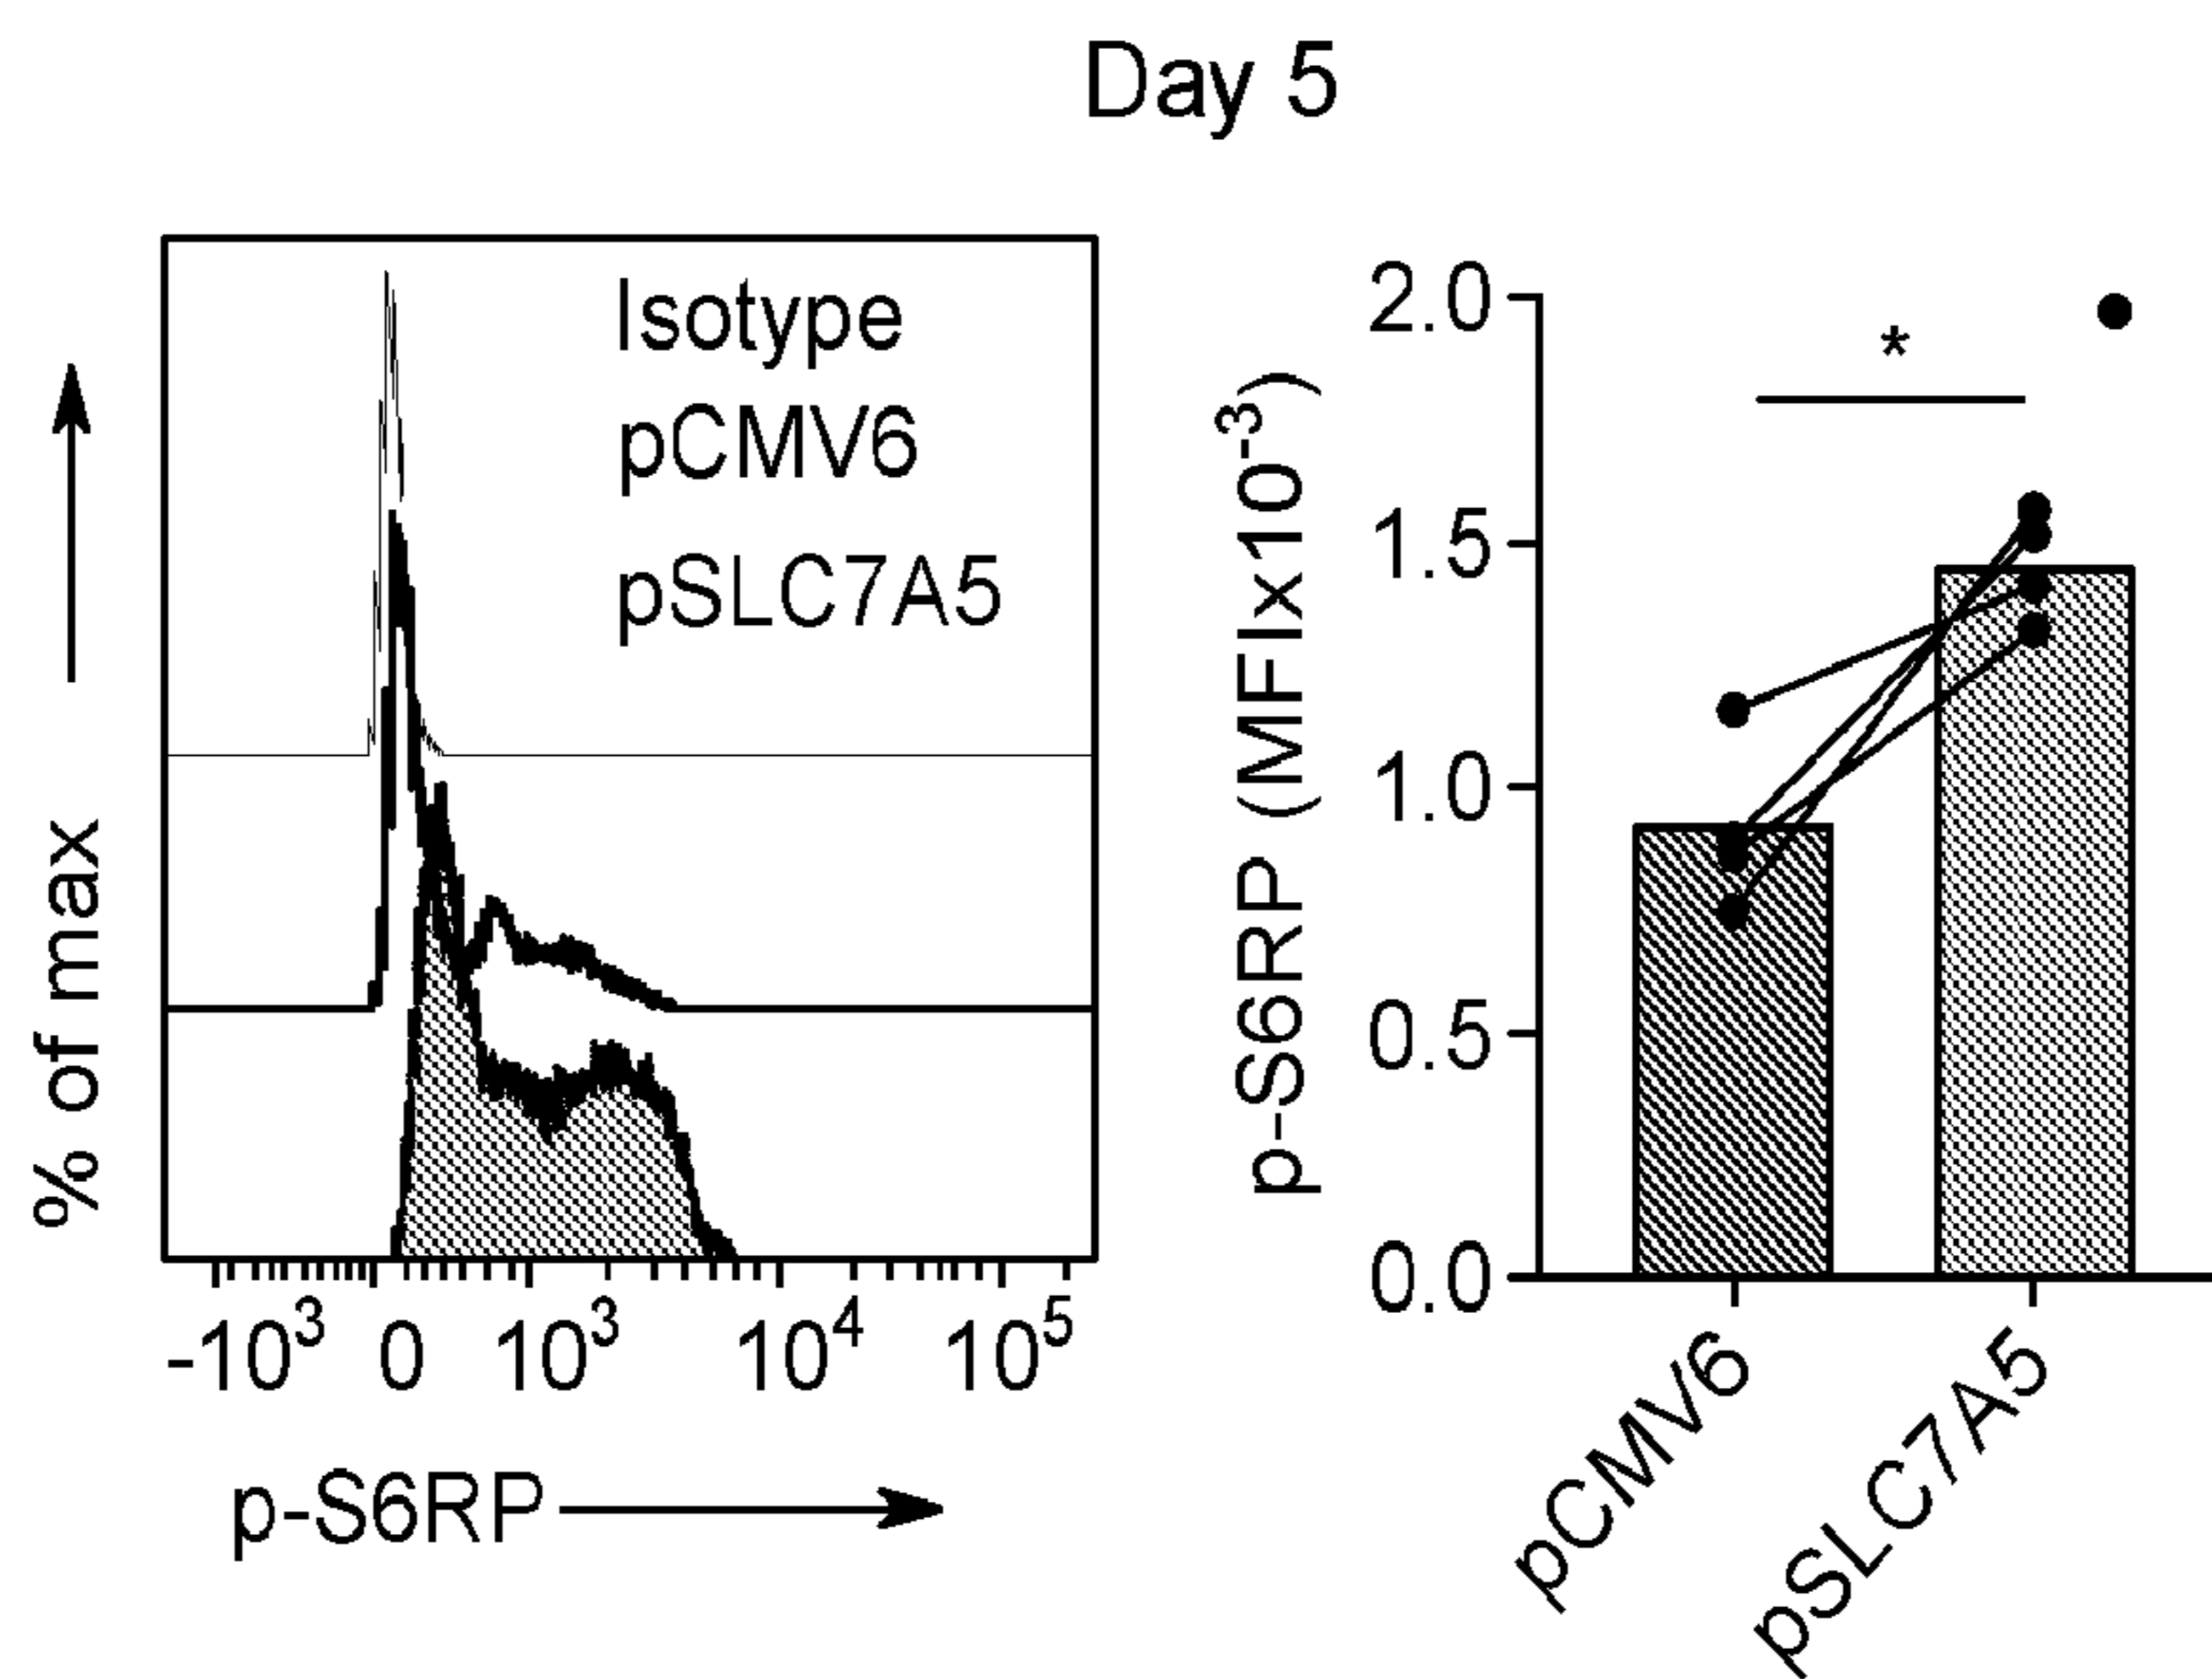 Day 5
Isotype
pCMV6
pSLC7A5
% of max
-10³ 0 10³ 10⁴ 10⁵
p-S6RP
p-S6RP (MFIx10⁻³)
2.0
1.5
1.0
0.5
0.0
*
pCMV6
pSLC7A5